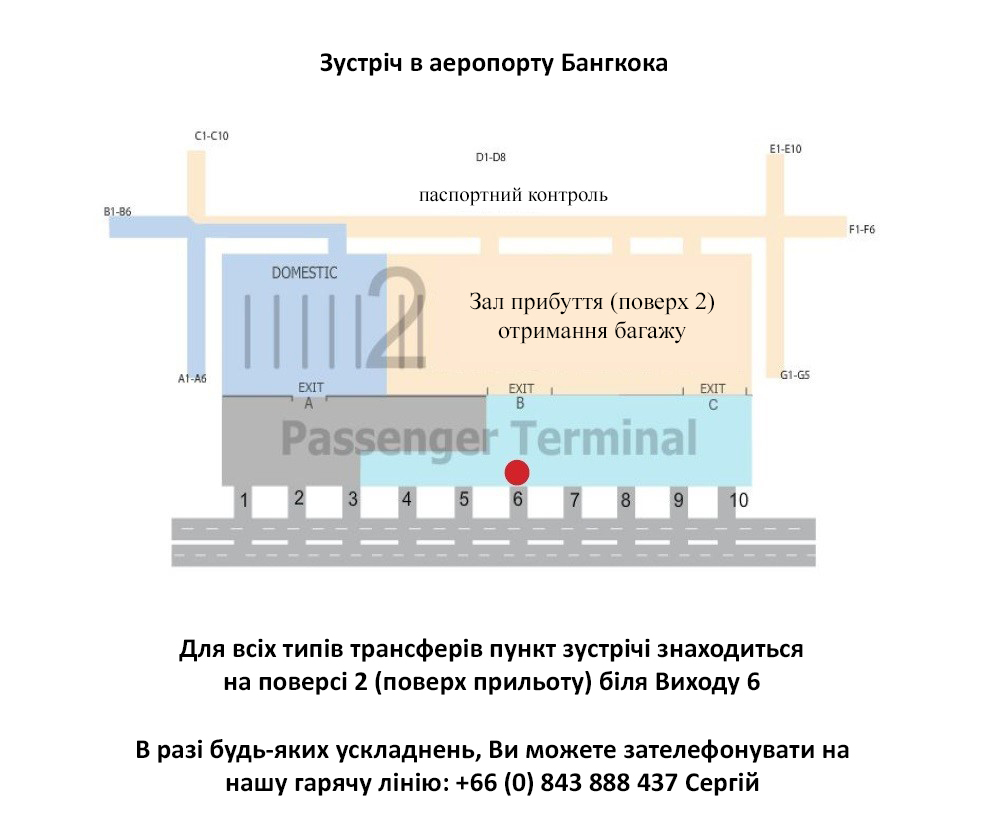 Зустріч в аеропорту Бангкока
C1-C10
D1-D8
E1-E10
паспортний контроль
B1-B6
F1-F6
DOMESTIC
2
Зал прибуття (поверх 2)
отримання багажу
A1-A6
G1-G5
EXIT
A
EXIT
B
EXIT
C
Passenger Terminal
1 2 3 4 5 6 7 8 9 10
Для всіх типів трансферів пункт зустрічі знаходиться
на поверсі 2 (поверх прильоту) біля Виходу 6
В разі будь-яких ускладнень, Ви можете зателефонувати на
нашу гарячу лінію: +66 (0) 843 888 437 Сергій